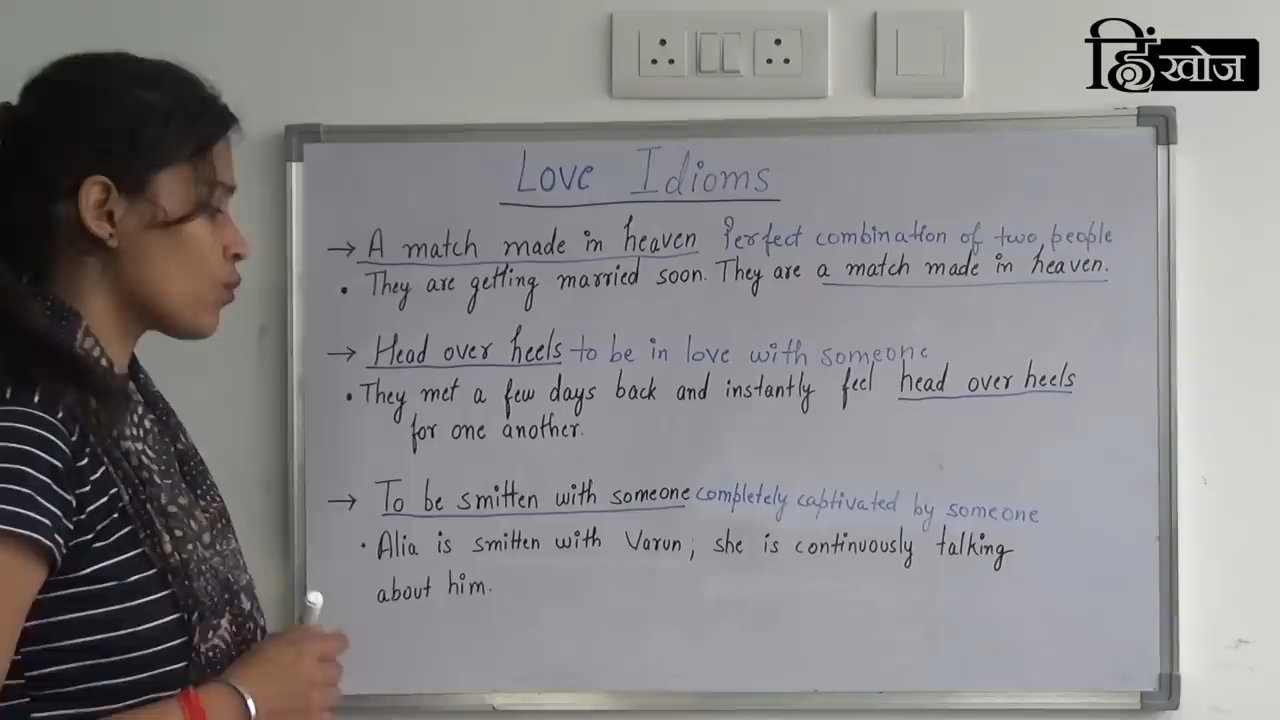 हिंखोज
Love Idioms
→ A match made in heaven Perfect combination of two people
• They are getting married soon. They are a match made in heaven.
→ Head over heels to be in love with someone
• They met a few days back and instantly feel head over heels
for one another.
→ To be smitten with someone completely captivated by someone
• Alia is smitten with Varun; she is continuously talking
about him.